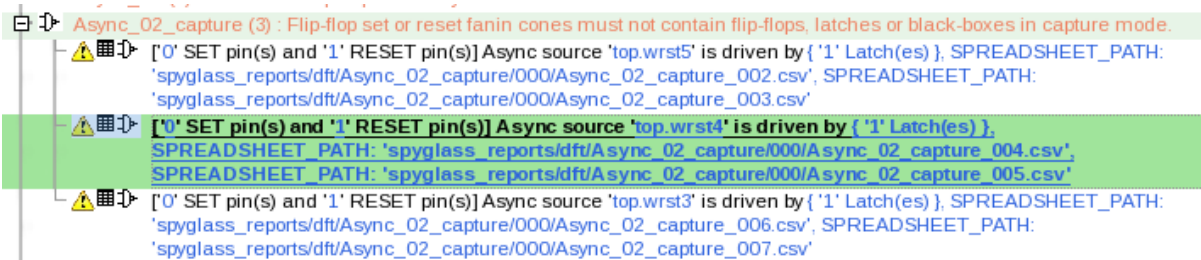 Async_02_capture (3) : Flip-flop set or reset fanin cones must not contain flip-flops, latches or black-boxes in capture mode.
['0' SET pin(s) and '1' RESET pin(s)] Async source 'top.wrst5' is driven by { '1' Latch(es) }, SPREADSHEET_PATH:
'spyglass_reports/dft/Async_02_capture/000/Async_02_capture_002.csv', SPREADSHEET_PATH:
'spyglass_reports/dft/Async_02_capture/000/Async_02_capture_003.csv'
['0' SET pin(s) and '1' RESET pin(s)] Async source 'top.wrst4' is driven by { '1' Latch(es) },
SPREADSHEET_PATH: 'spyglass_reports/dft/Async_02_capture/000/Async_02_capture_004.csv',
SPREADSHEET_PATH: 'spyglass_reports/dft/Async_02_capture/000/Async_02_capture_005.csv'
['0' SET pin(s) and '1' RESET pin(s)] Async source 'top.wrst3' is driven by { '1' Latch(es) }, SPREADSHEET_PATH:
'spyglass_reports/dft/Async_02_capture/000/Async_02_capture_006.csv', SPREADSHEET_PATH:
'spyglass_reports/dft/Async_02_capture/000/Async_02_capture_007.csv'